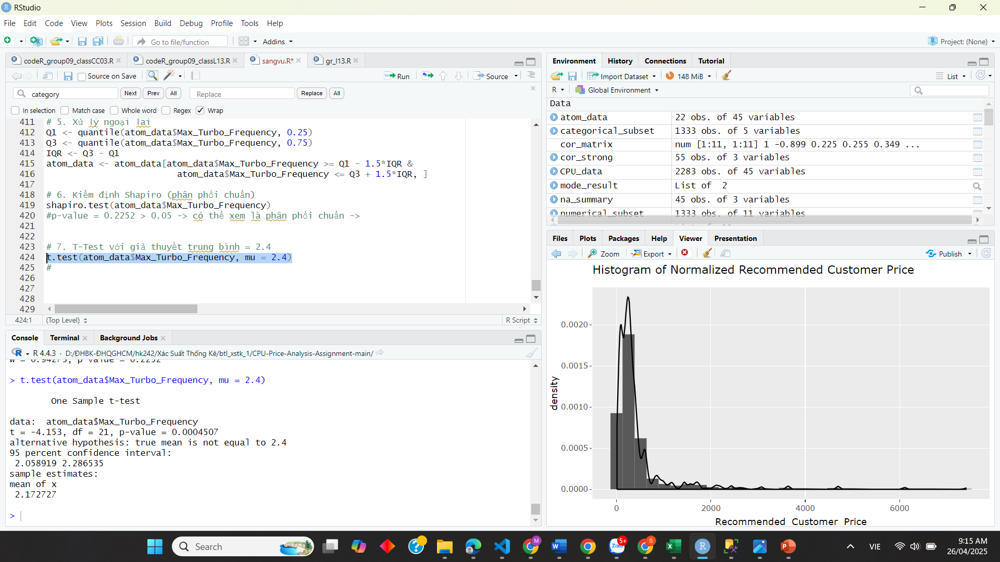 RStudio
File Edit Code View Plots Session Build Debug Profile Tools Help
Go to file/function
Addins
Project: (None)
codeR_group09_classCC03.R
codeR_group09_classL13.R
sangvu.R*
gr_l13.R
Source on Save
Run
Source
category
Next
Prev
All
Replace
Replace
All
In selection
Match case
Whole word
Regex
Wrap
411 # 5. Xử lý ngoại lai
412 Q1 <- quantile(atom_data$Max_Turbo_Frequency, 0.25)
413 Q3 <- quantile(atom_data$Max_Turbo_Frequency, 0.75)
414 IQR <- Q3 - Q1
415 atom_data <- atom_data[atom_data$Max_Turbo_Frequency >= Q1 - 1.5*IQR &
416 atom_data$Max_Turbo_Frequency <= Q3 + 1.5*IQR, ]
417
418 # 6. Kiểm định Shapiro (phân phối chuẩn)
419 shapiro.test(atom_data$Max_Turbo_Frequency)
420 #p-value = 0.2252 > 0.05 -> có thể xem là phân phối chuẩn ->
421
422
423 # 7. T-Test với giả thuyết trung bình = 2.4
424 t.test(atom_data$Max_Turbo_Frequency, mu = 2.4)
425 #
426
427
428
429
424:1
(Top Level)
R Script
Console
Terminal
Background Jobs
R 4.4.3 · D:/ĐHBK-ĐHQGHCM/hk242/Xác Suất Thống Kê/btl_xstk_1/CPU-Price-Analysis-Assignment-main/
W = 0.94275, p-value = 0.2252
> t.test(atom_data$Max_Turbo_Frequency, mu = 2.4)
One Sample t-test
data: atom_data$Max_Turbo_Frequency
t = -4.153, df = 21, p-value = 0.0004507
alternative hypothesis: true mean is not equal to 2.4
95 percent confidence interval:
2.058919 2.286535
sample estimates:
mean of x
2.172727
>
Environment
History
Connections
Tutorial
Import Dataset
148 MiB
List
R
Global Environment
Data
atom_data 22 obs. of 45 variables
categorical_subset 1333 obs. of 5 variables
cor_matrix num [1:11, 1:11] 1 -0.899 0.225 0.255 0.349 ...
cor_strong 55 obs. of 3 variables
CPU_data 2283 obs. of 45 variables
mode_result List of 2
na_summary 45 obs. of 3 variables
numerical_subset 1333 obs. of 11 variables
Files
Plots
Packages
Help
Viewer
Presentation
Zoom
Export
Publish
Histogram of Normalized Recommended Customer Price
density
0.0020
0.0015
0.0010
0.0005
0.0000
0 2000 4000 6000
Recommended_Customer_Price
Search
M
Zalo
5+
S
VIE
9:15 AM
26/04/2025